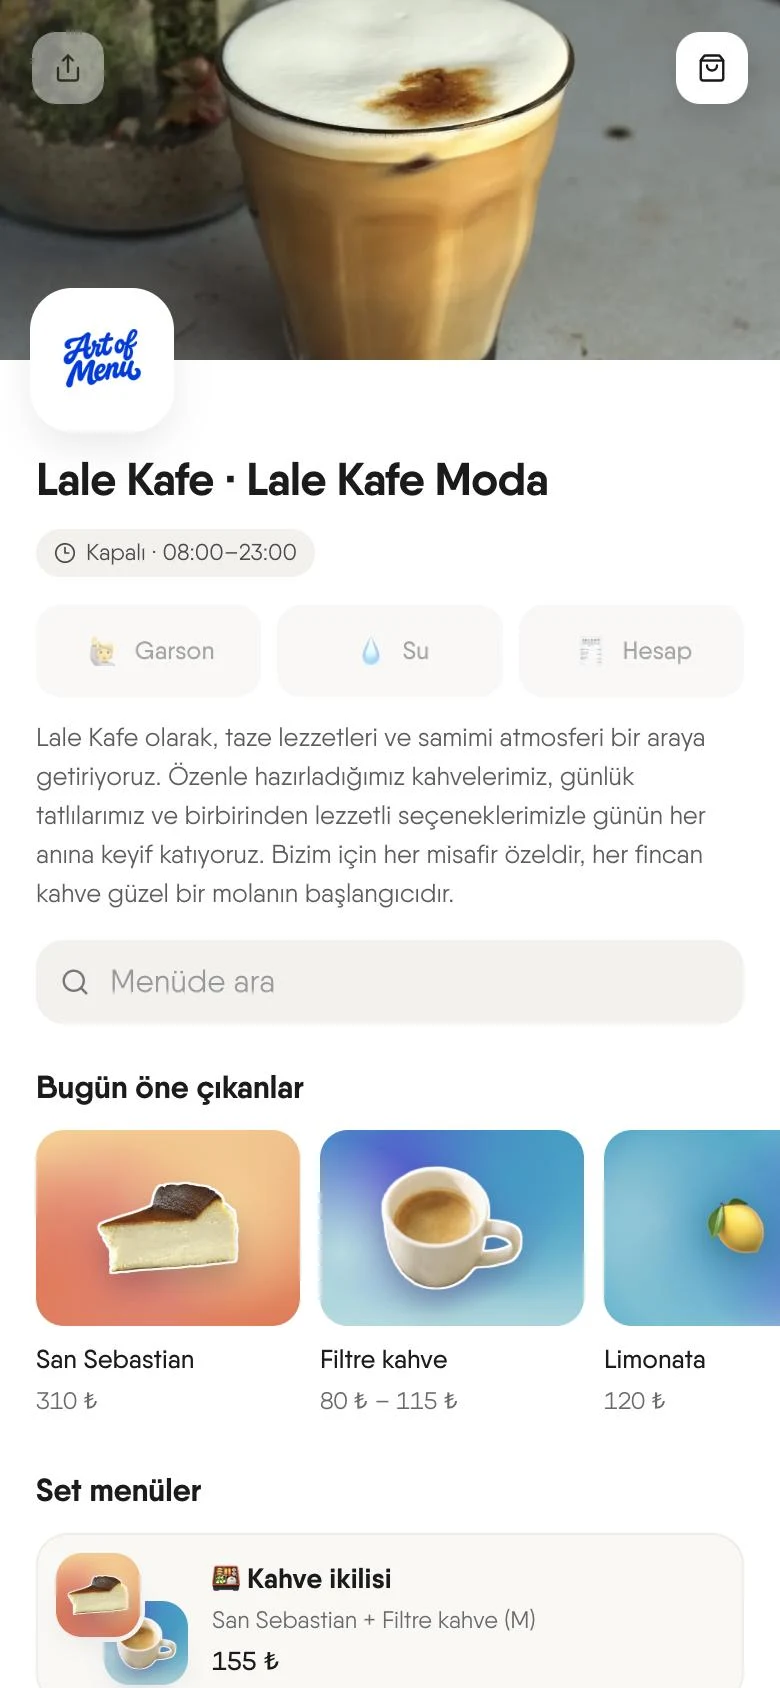 Art of
Menu
Lale Kafe · Lale Kafe Moda
Kapalı · 08:00–23:00
Garson
Su
Hesap
Lale Kafe olarak, taze lezzetleri ve samimi atmosferi bir araya
getiriyoruz. Özenle hazırladığımız kahvelerimiz, günlük
tatlılarımız ve birbirinden lezzetli seçeneklerimizle günün her
anına keyif katıyoruz. Bizim için her misafir özeldir, her fincan
kahve güzel bir molanın başlangıcıdır.
Menüde ara
Bugün öne çıkanlar
San Sebastian
310 ₺
Filtre kahve
80 ₺ – 115 ₺
Limonata
120 ₺
Set menüler
🍱 Kahve ikilisi
San Sebastian + Filtre kahve (M)
155 ₺